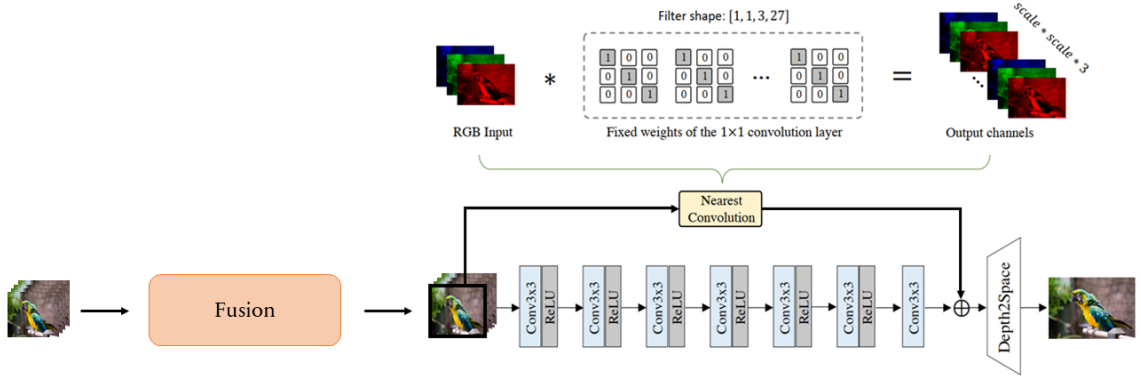 Filter shape: [1, 1, 3, 27]
scale * scale * 3
1 0 0 1 0 0 1 0 0
0 1 0 0 1 0 ... 0 1 0
0 0 1 0 0 1 0 0 1
* =
...
RGB Input
Fixed weights of the 1×1 convolution layer
Output channels
Nearest
Convolution
Fusion
Conv3x3
ReLU
Conv3x3
ReLU
Conv3x3
ReLU
Conv3x3
ReLU
Conv3x3
ReLU
Conv3x3
ReLU
Conv3x3
Depth2Space